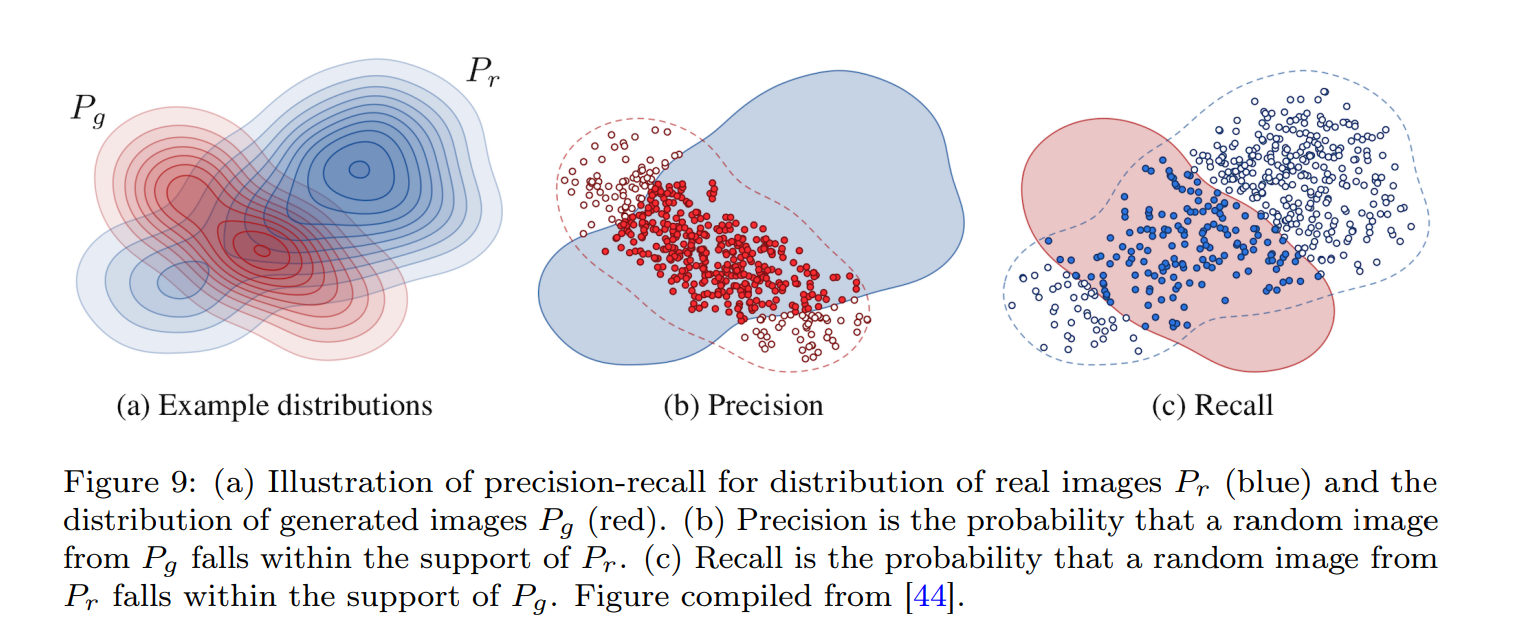 P_g
P_r
(a) Example distributions
(b) Precision
(c) Recall
Figure 9: (a) Illustration of precision-recall for distribution of real images P_r (blue) and the
distribution of generated images P_g (red). (b) Precision is the probability that a random image
from P_g falls within the support of P_r. (c) Recall is the probability that a random image from
P_r falls within the support of P_g. Figure compiled from [44].